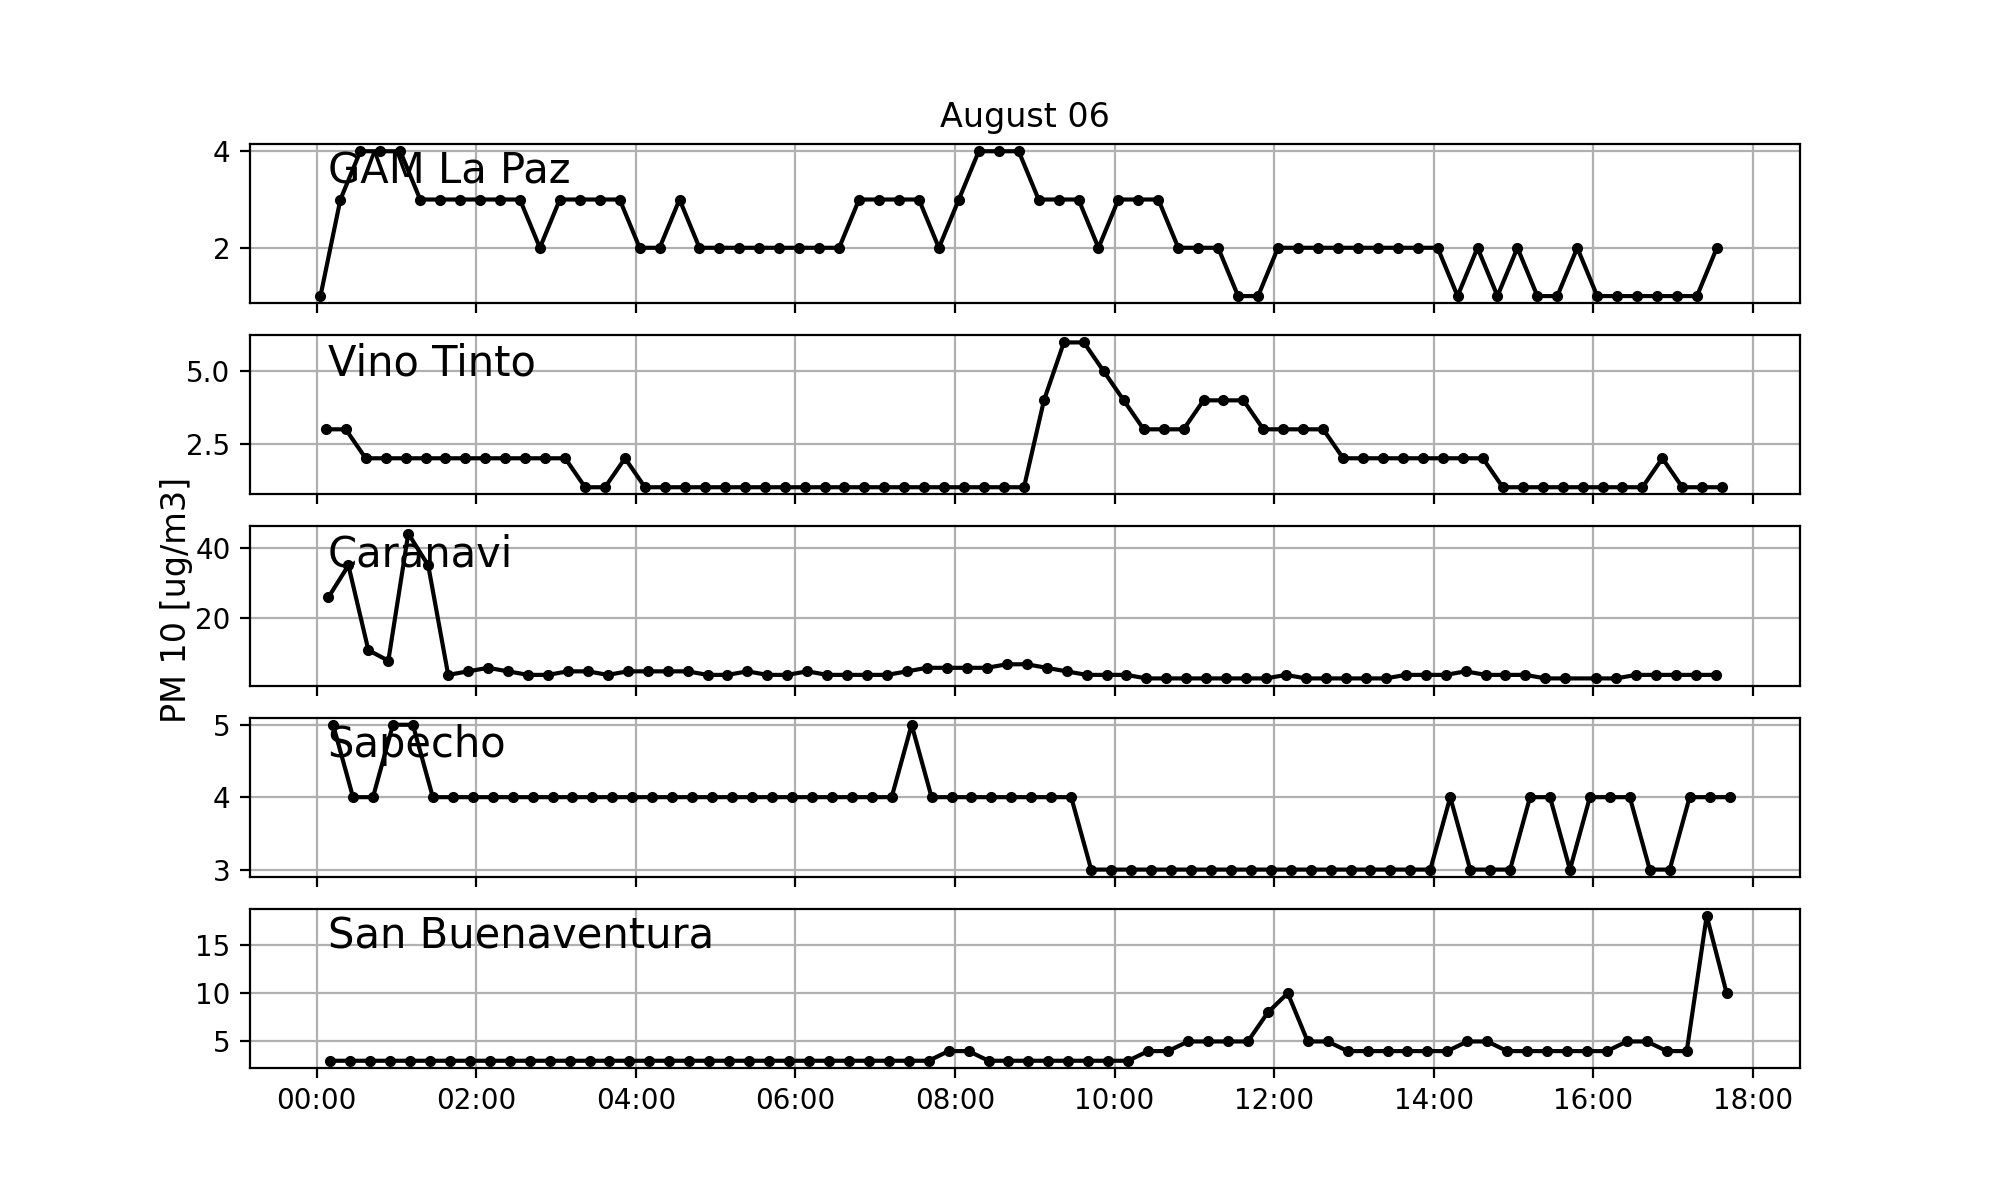 August 06
PM 10 [ug/m3]
GAM La Paz
4
2
Vino Tinto
5.0
2.5
Caranavi
40
20
Sapecho
5
4
3
San Buenaventura
15
10
5
00:00 02:00 04:00 06:00 08:00 10:00 12:00 14:00 16:00 18:00